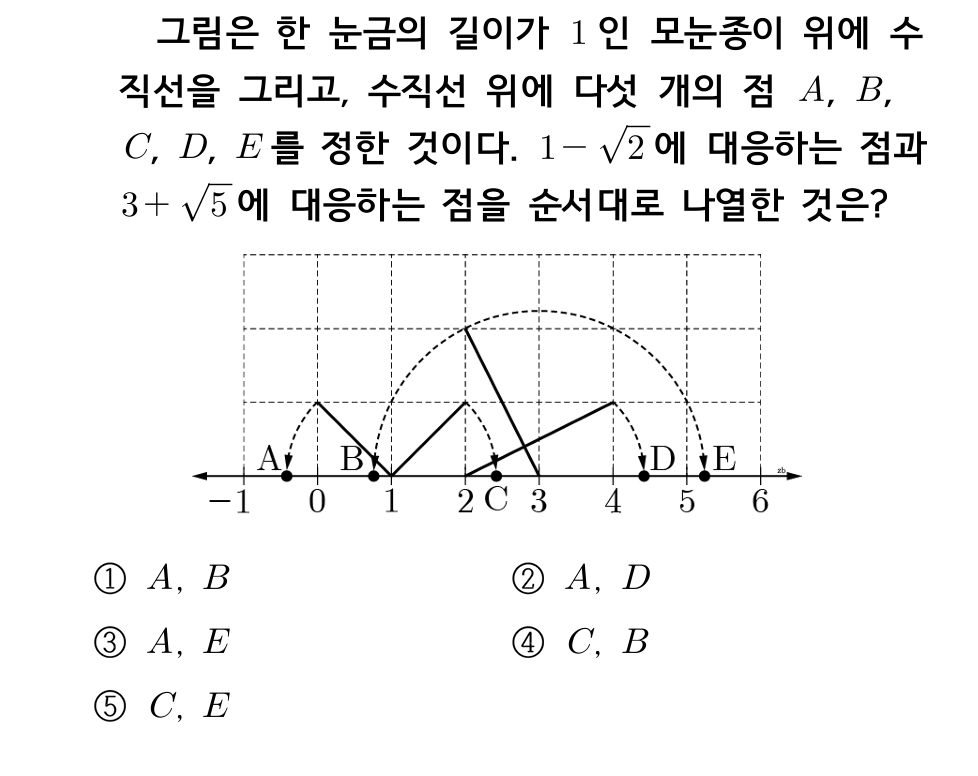 그림은 한 눈금의 길이가 1인 모눈종이 위에 수
직선을 그리고, 수직선 위에 다섯 개의 점 A, B,
C, D, E를 정한 것이다. 1－√2에 대응하는 점과
3＋√5에 대응하는 점을 순서대로 나열한 것은?
A B D E
zb
−1 0 1 2 C 3 4 5 6
① A, B ② A, D
③ A, E ④ C, B
⑤ C, E